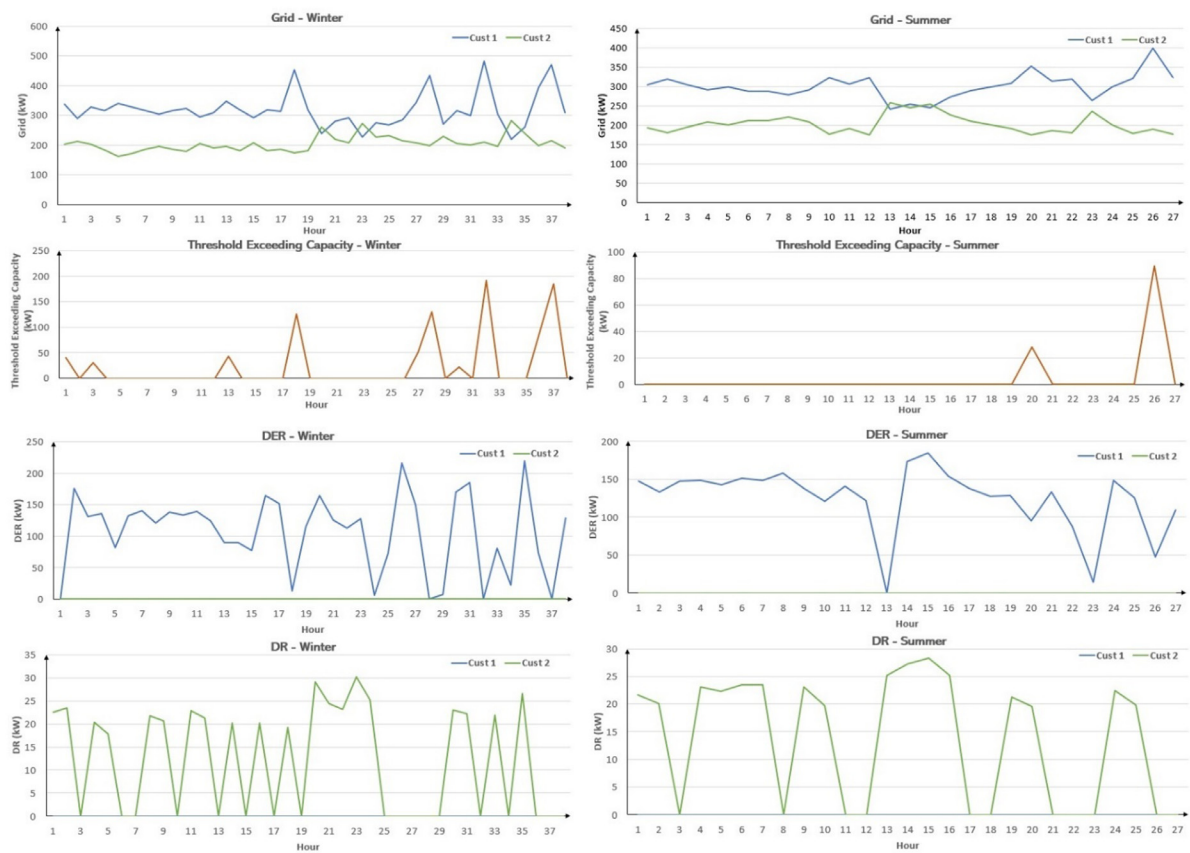 Grid - Winter
600
500
400
300
200
100
0
Grid (kW)
Cust 1 Cust 2
1 3 5 7 9 11 13 15 17 19 21 23 25 27 29 31 33 35 37
Hour
Grid - Summer
450
400
350
300
250
200
150
100
50
0
Grid (kW)
Cust 1 Cust 2
1 2 3 4 5 6 7 8 9 10 11 12 13 14 15 16 17 18 19 20 21 22 23 24 25 26 27
Hour
Threshold Exceeding Capacity - Winter
250
200
150
100
50
0
Threshold Exceeding Capacity
(kW)
1 3 5 7 9 11 13 15 17 19 21 23 25 27 29 31 33 35 37
Hour
Threshold Exceeding Capacity - Summer
100
80
60
40
20
0
Threshold Exceeding Capacity
(kW)
1 2 3 4 5 6 7 8 9 10 11 12 13 14 15 16 17 18 19 20 21 22 23 24 25 26 27
Hour
DER - Winter
250
200
150
100
50
0
DER (kW)
Cust 1 Cust 2
1 3 5 7 9 11 13 15 17 19 21 23 25 27 29 31 33 35 37
Hour
DER - Summer
200
150
100
50
0
DER (kW)
Cust 1 Cust 2
1 2 3 4 5 6 7 8 9 10 11 12 13 14 15 16 17 18 19 20 21 22 23 24 25 26 27
Hour
DR - Winter
35
30
25
20
15
10
5
0
DR (kW)
Cust 1 Cust 2
1 3 5 7 9 11 13 15 17 19 21 23 25 27 29 31 33 35 37
Hour
DR - Summer
30
25
20
15
10
5
0
DR (kW)
Cust 1 Cust 2
1 2 3 4 5 6 7 8 9 10 11 12 13 14 15 16 17 18 19 20 21 22 23 24 25 26 27
Hour